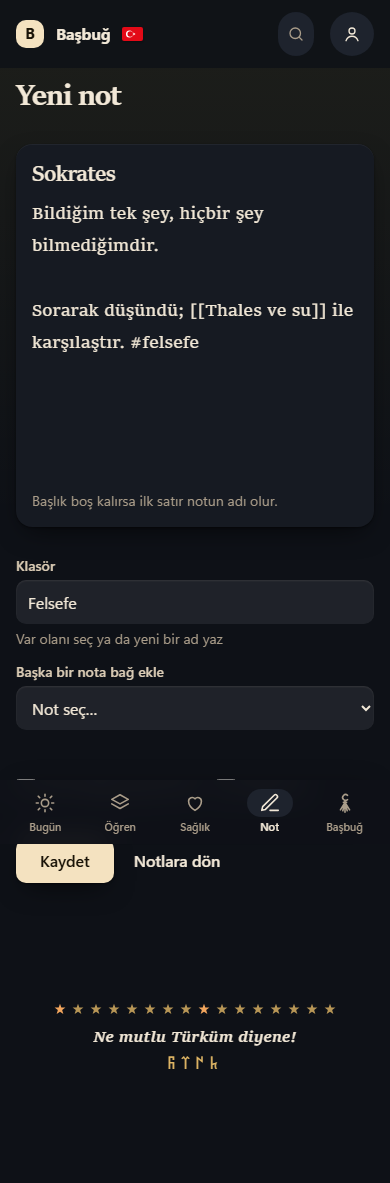 B Başbuğ
Yeni not
Sokrates
Bildiğim tek şey, hiçbir şey
bilmediğimdir.
Sorarak düşündü; [[Thales ve su]] ile
karşılaştır. #felsefe
Başlık boş kalırsa ilk satır notun adı olur.
Klasör
Felsefe
Var olanı seç ya da yeni bir ad yaz
Başka bir nota bağ ekle
Not seç...
Bugün Öğren Sağlık Not Başbuğ
Kaydet Notlara dön
Ne mutlu Türküm diyene!